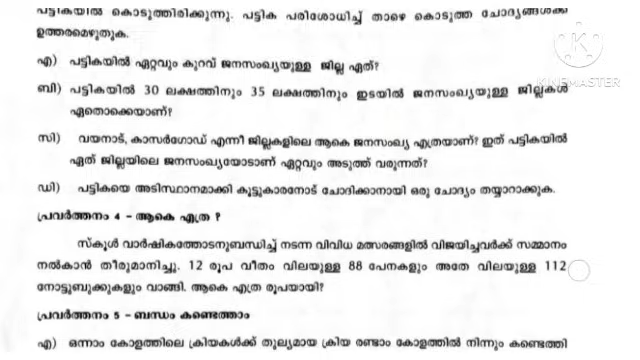 പട്ടികയിൽ കൊടുത്തിരിക്കുന്നു. പട്ടിക പരിശോധിച്ച് താഴെ കൊടുത്ത ചോദ്യങ്ങൾക്ക്
ഉത്തരമെഴുതുക.
എ) പട്ടികയിൽ ഏറ്റവും കുറവ് ജനസംഖ്യയുള്ള ജില്ല ഏത്?
ബി) പട്ടികയിൽ 30 ലക്ഷത്തിനും 35 ലക്ഷത്തിനും ഇടയിൽ ജനസംഖ്യയുള്ള ജില്ലകൾ
ഏതൊക്കെയാണ്?
സി) വയനാട്, കാസർഗോഡ് എന്നീ ജില്ലകളിലെ ആകെ ജനസംഖ്യ എത്രയാണ്? ഇത് പട്ടികയിൽ
ഏത് ജില്ലയിലെ ജനസംഖ്യയോടാണ് ഏറ്റവും അടുത്ത് വരുന്നത്?
ഡി) പട്ടികയെ അടിസ്ഥാനമാക്കി കൂട്ടുകാരനോട് ചോദിക്കാനായി ഒരു ചോദ്യം തയ്യാറാക്കുക.
പ്രവർത്തനം 4 - ആകെ എത്ര ?
സ്കൂൾ വാർഷികത്തോടനുബന്ധിച്ച് നടന്ന വിവിധ മത്സരങ്ങളിൽ വിജയിച്ചവർക്ക് സമ്മാനം
നൽകാൻ തീരുമാനിച്ചു. 12 രൂപ വീതം വിലയുള്ള 88 പേനകളും അതേ വിലയുള്ള 112
നോട്ടുബുക്കുകളും വാങ്ങി. ആകെ എത്ര രൂപയായി?
പ്രവർത്തനം 5 - ബന്ധം കണ്ടെത്താം
എ) ഒന്നാം കോളത്തിലെ ക്രിയകൾക്ക് തുല്യമായ ക്രിയ രണ്ടാം കോളത്തിൽ നിന്നും കണ്ടെത്തി
KINEMASTER